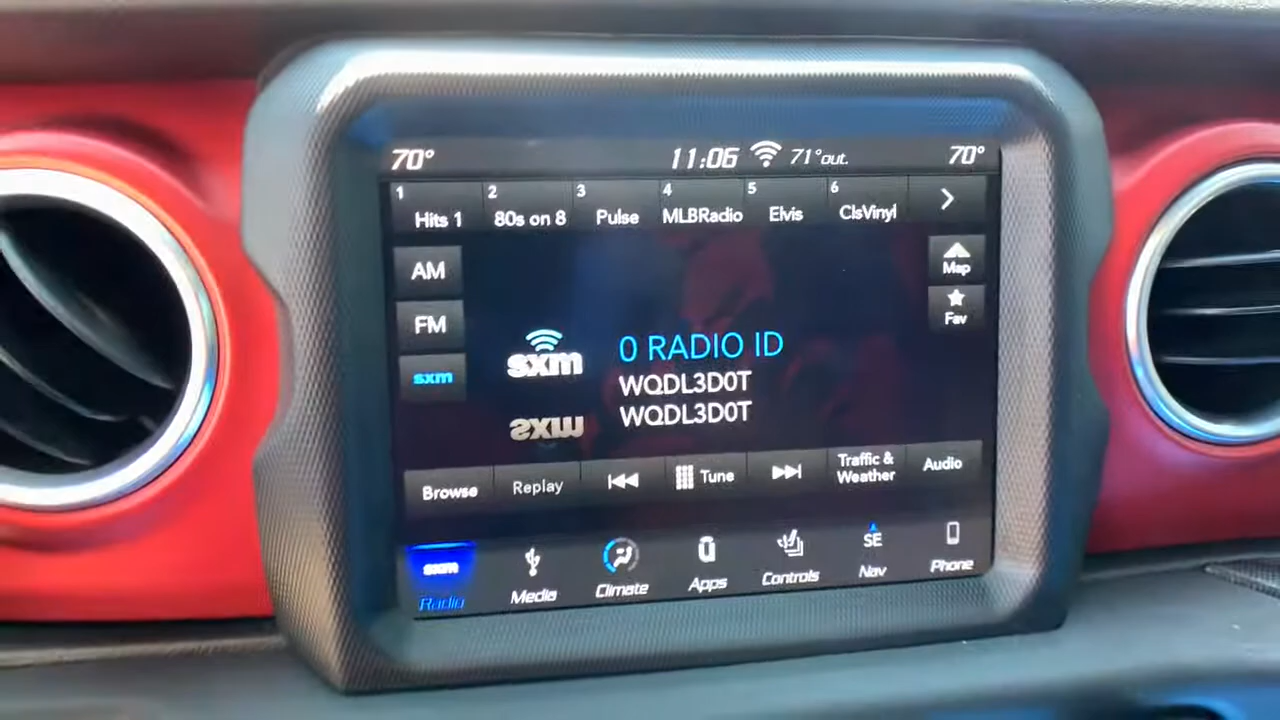 70° 11:06 71°out. 70°
1 2 3 4 5 6
Hits 1 80s on 8 Pulse MLBRadio Elvis ClsVinyl
AM
Map
FM
Fav
sxm
sxm
0 RADIO ID
WQDL3D0T
WQDL3D0T
sxm
Browse Replay Tune Traffic & Weather Audio
sxm SE
Radio Media Climate Apps Controls Nav Phone